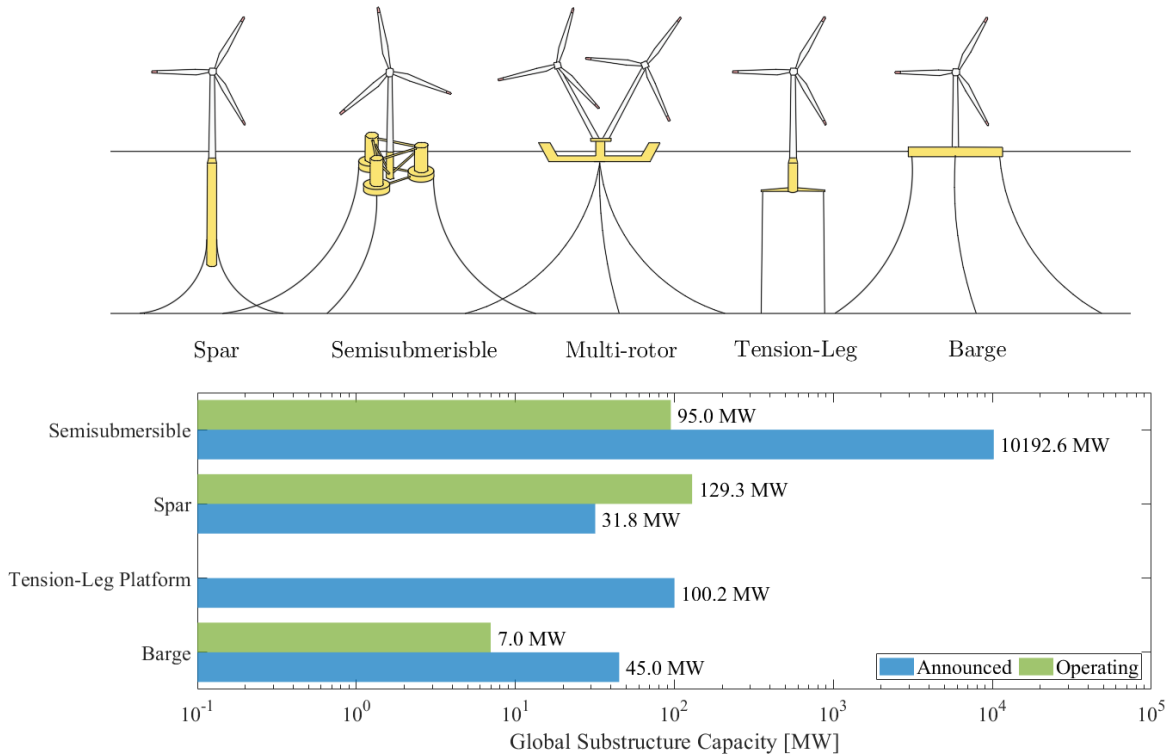 Spar Semisubmerisble Multi-rotor Tension-Leg Barge
Semisubmersible
95.0 MW
10192.6 MW
Spar
129.3 MW
31.8 MW
Tension-Leg Platform
100.2 MW
Barge
7.0 MW
45.0 MW
Announced Operating
10^-1 10^0 10^1 10^2 10^3 10^4 10^5
Global Substructure Capacity [MW]